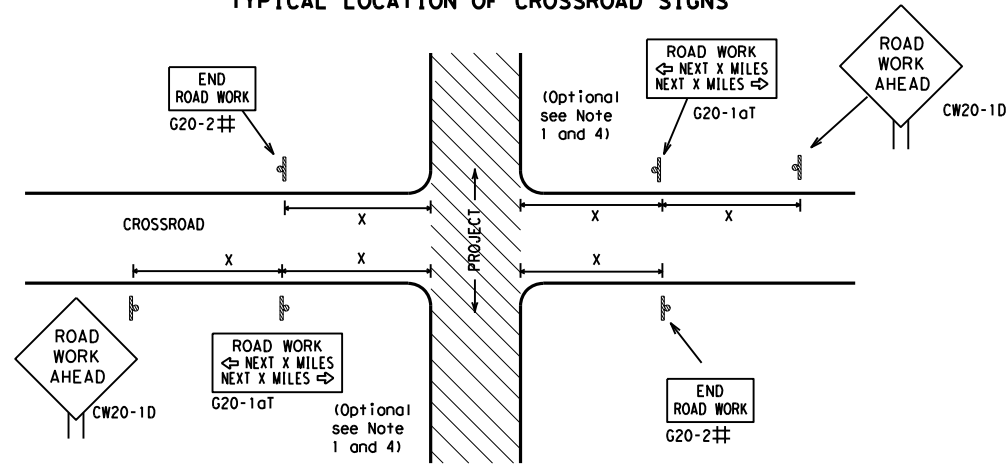 TYPICAL LOCATION OF CROSSROAD SIGNS
END
ROAD WORK
G20-2#
(Optional
see Note
1 and 4)
ROAD WORK
⇦ NEXT X MILES
NEXT X MILES ⇨
G20-1aT
ROAD
WORK
AHEAD
CW20-1D
CROSSROAD
X
X
X
PROJECT
X
X
X
ROAD
WORK
AHEAD
CW20-1D
ROAD WORK
⇦ NEXT X MILES
NEXT X MILES ⇨
G20-1aT
(Optional
see Note
1 and 4)
END
ROAD WORK
G20-2#